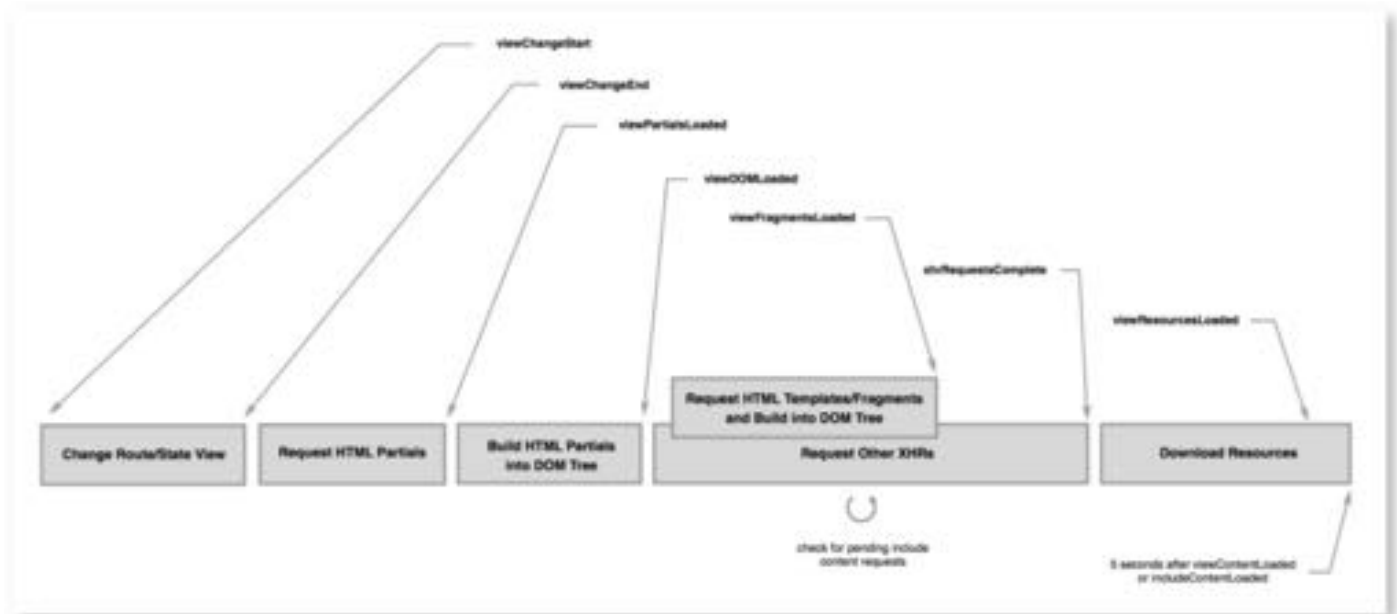 viewChangeStart
viewChangeEnd
viewPartialsLoaded
viewDOMLoaded
viewFragmentsLoaded
xhrRequestsComplete
viewResourcesLoaded
Request HTML Templates/Fragments
and Build into DOM Tree
Change Route/State View
Request HTML Partials
Build HTML Partials
into DOM Tree
Request Other XHRs
Download Resources
check for pending include
content requests
5 seconds after viewContentLoaded
or includeContentLoaded